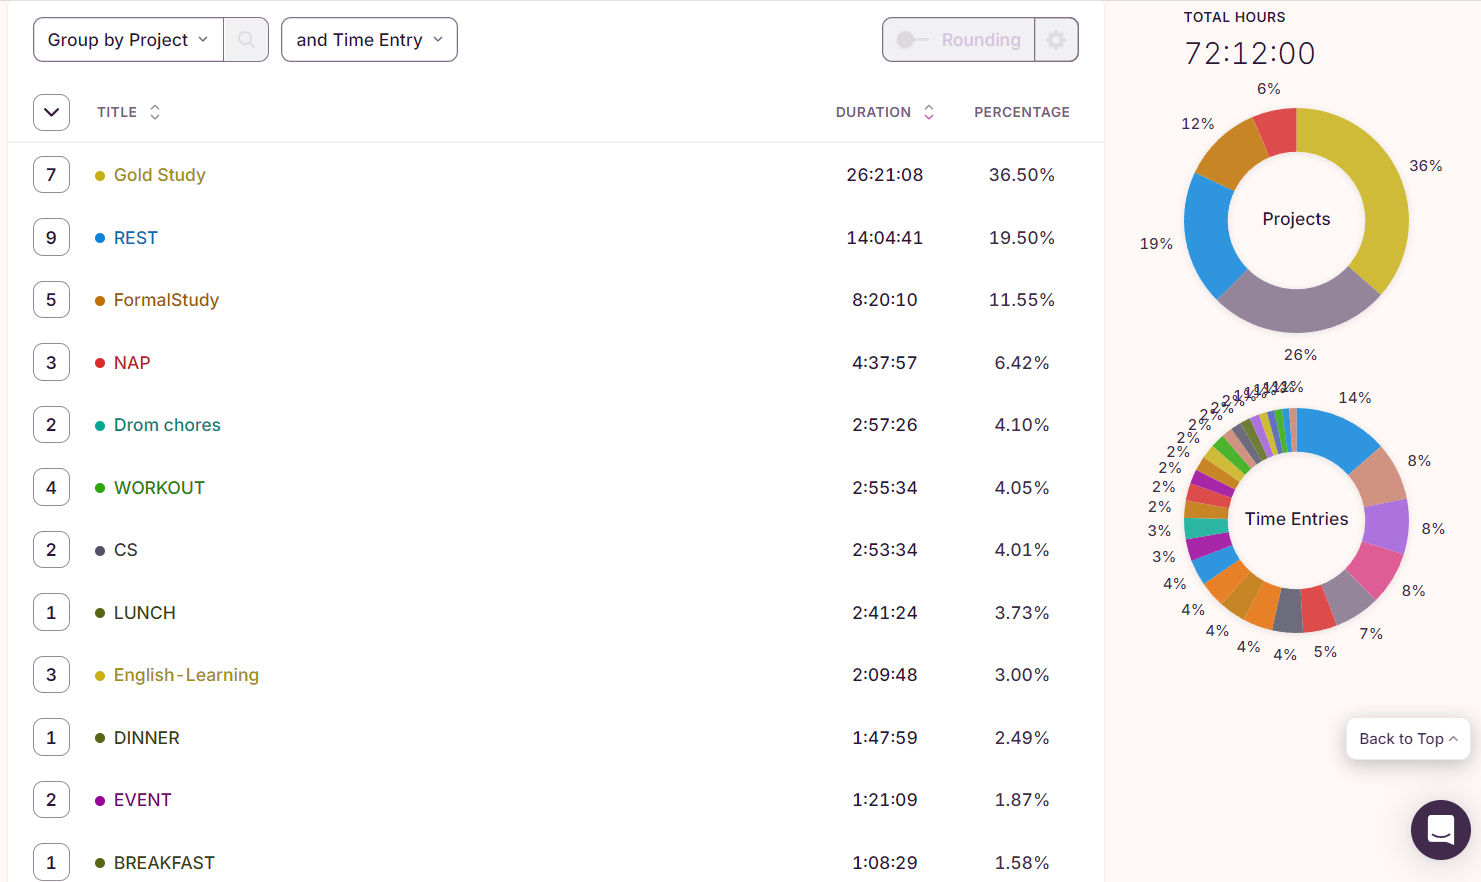 Group by Project
and Time Entry
Rounding
TITLE DURATION PERCENTAGE
7 Gold Study 26:21:08 36.50%
9 REST 14:04:41 19.50%
5 FormalStudy 8:20:10 11.55%
3 NAP 4:37:57 6.42%
2 Drom chores 2:57:26 4.10%
4 WORKOUT 2:55:34 4.05%
2 CS 2:53:34 4.01%
1 LUNCH 2:41:24 3.73%
3 English-Learning 2:09:48 3.00%
1 DINNER 1:47:59 2.49%
2 EVENT 1:21:09 1.87%
1 BREAKFAST 1:08:29 1.58%
TOTAL HOURS
72:12:00
6%
12%
36%
19%
Projects
26%
14%
8%
8%
8%
7%
5%
4%
4%
4%
4%
4%
3%
3%
2%
2%
2%
2%
2%
2%
2%
2%
Time Entries
Back to Top